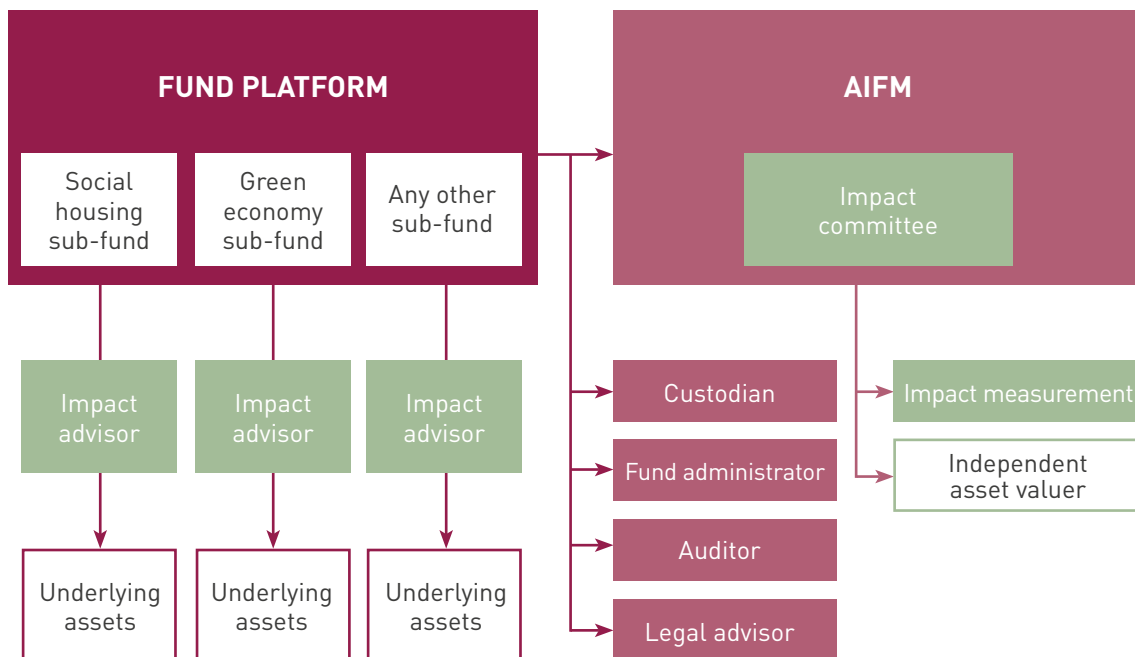 FUND PLATFORM
Social
housing
sub-fund
Green
economy
sub-fund
Any other
sub-fund
Impact
advisor
Impact
advisor
Impact
advisor
Underlying
assets
Underlying
assets
Underlying
assets
AIFM
Impact
committee
Custodian
Fund administrator
Auditor
Legal advisor
Impact measurement
Independent
asset valuer